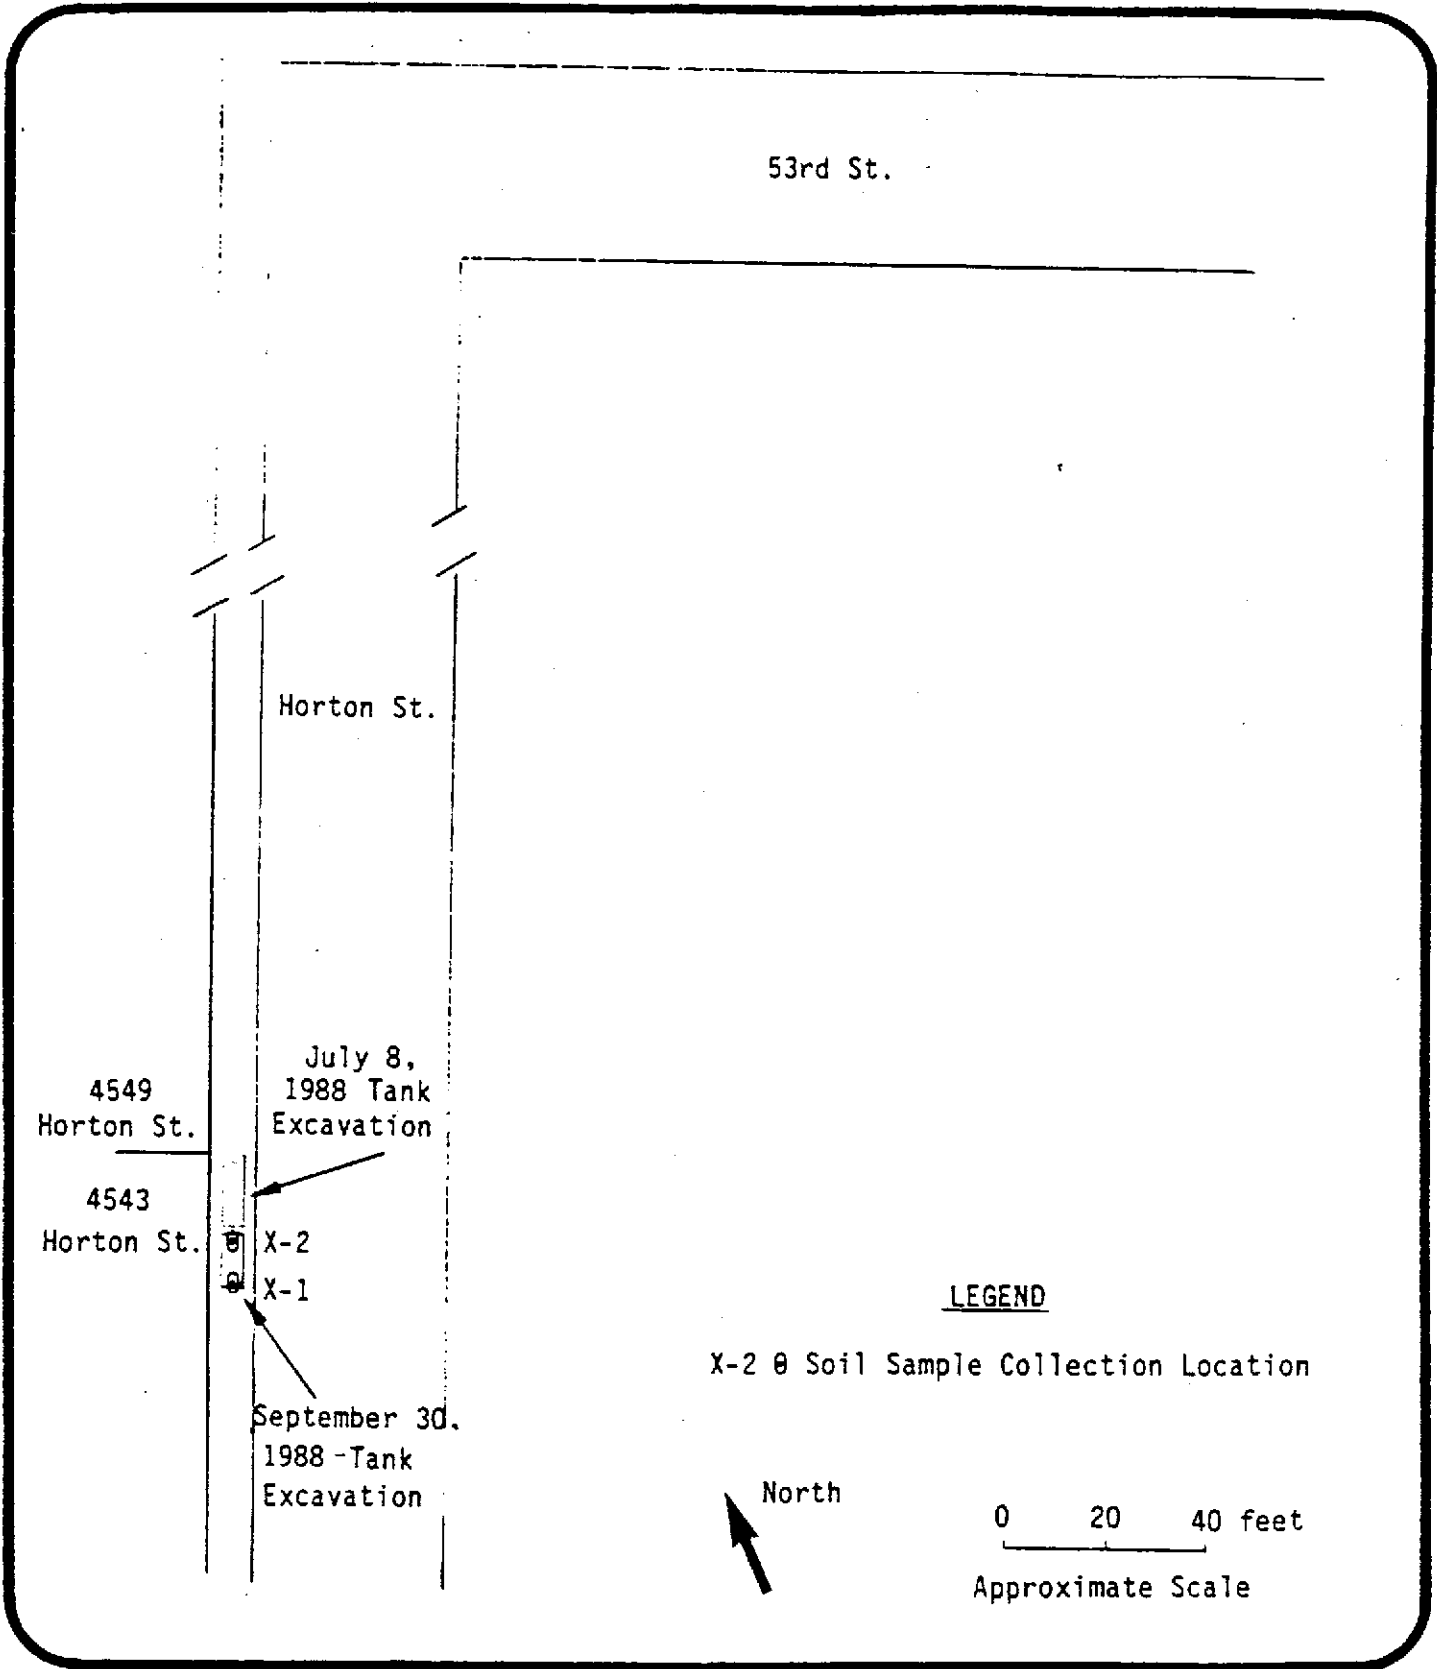 53rd St.
Horton St.
July 8,
1988 Tank
Excavation
4549
Horton St.
4543
Horton St.
X-2
X-1
September 30.
1988 -Tank
Excavation
LEGEND
X-2 θ Soil Sample Collection Location
North
0 20 40 feet
Approximate Scale